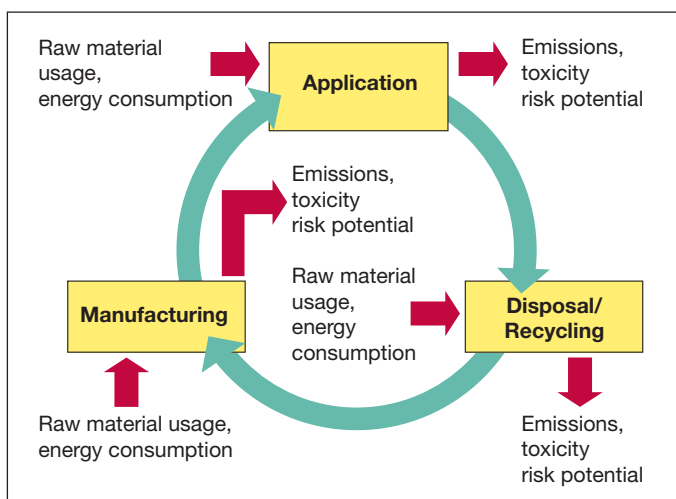 Raw material
usage,
energy consumption
Application
Emissions,
toxicity
risk potential
Emissions,
toxicity
risk potential
Raw material
usage,
energy
consumption
Manufacturing
Disposal/
Recycling
Raw material usage,
energy consumption
Emissions,
toxicity
risk potential